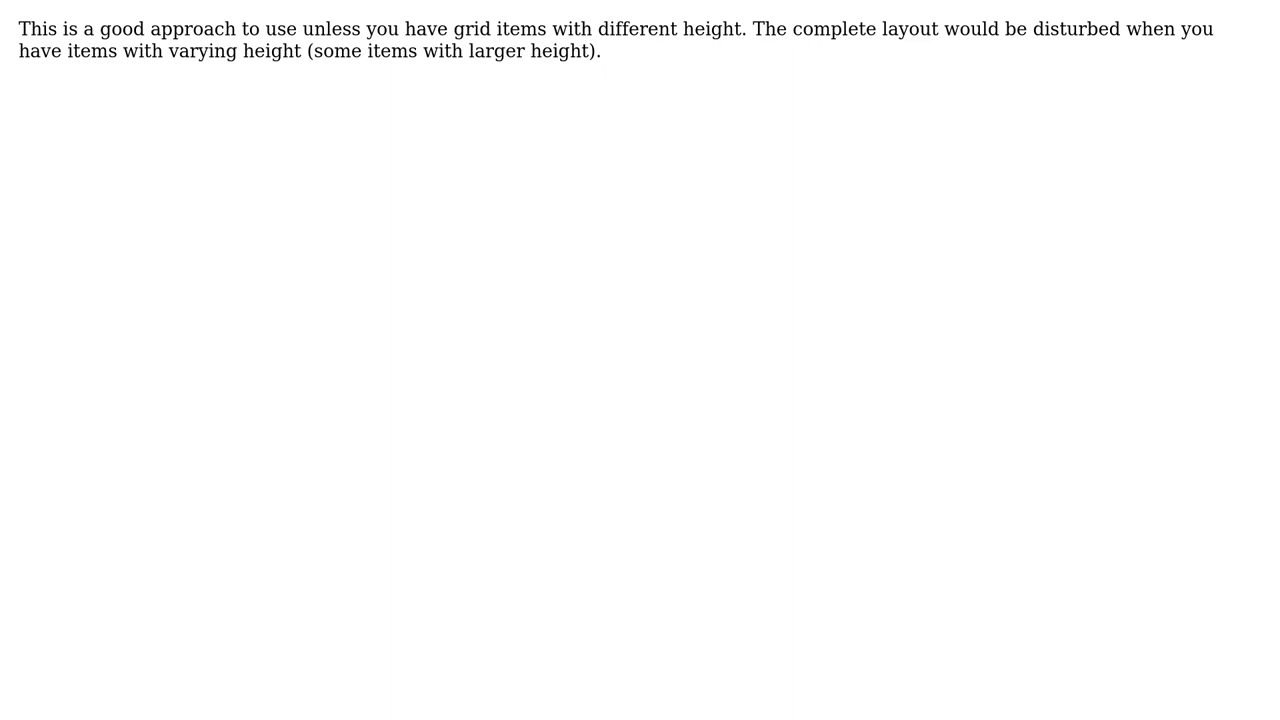 This is a good approach to use unless you have grid items with different height. The complete layout would be disturbed when you
have items with varying height (some items with larger height).